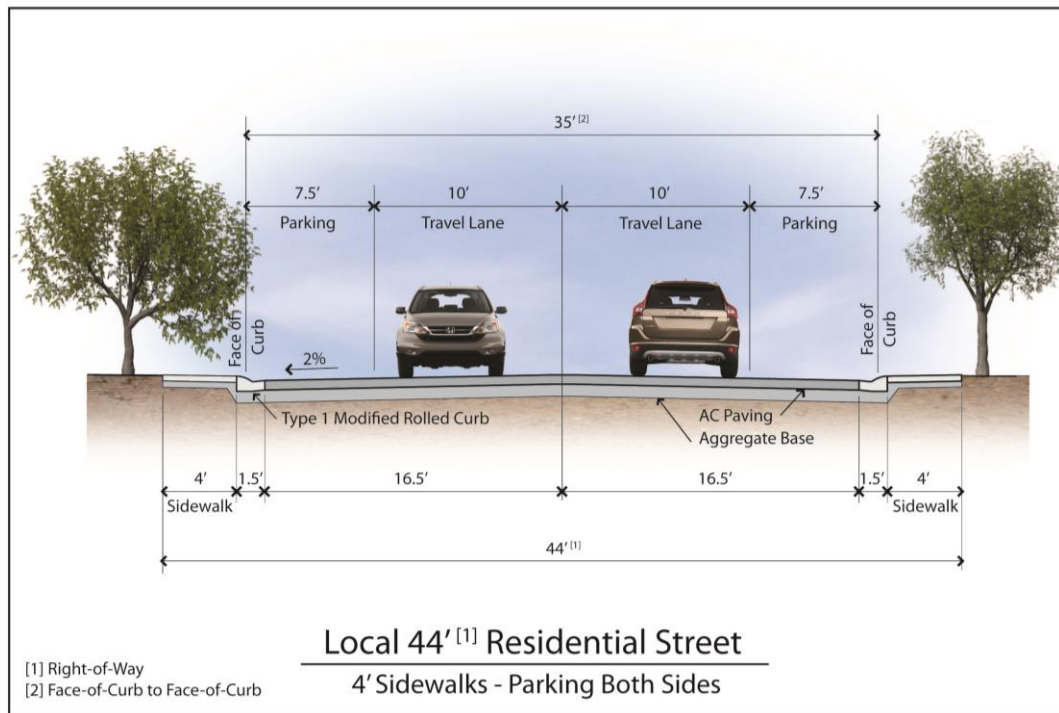 35′ [2]
7.5′ 10′ 10′ 7.5′
Parking Travel Lane Travel Lane Parking
Face of
Curb
Face of
Curb
2%
Type 1 Modified Rolled Curb
AC Paving
Aggregate Base
4′ 1.5′ 16.5′ 16.5′ 1.5′ 4′
Sidewalk Sidewalk
44′ [1]
Local 44′ [1] Residential Street
4′ Sidewalks - Parking Both Sides
[1] Right-of-Way
[2] Face-of-Curb to Face-of-Curb